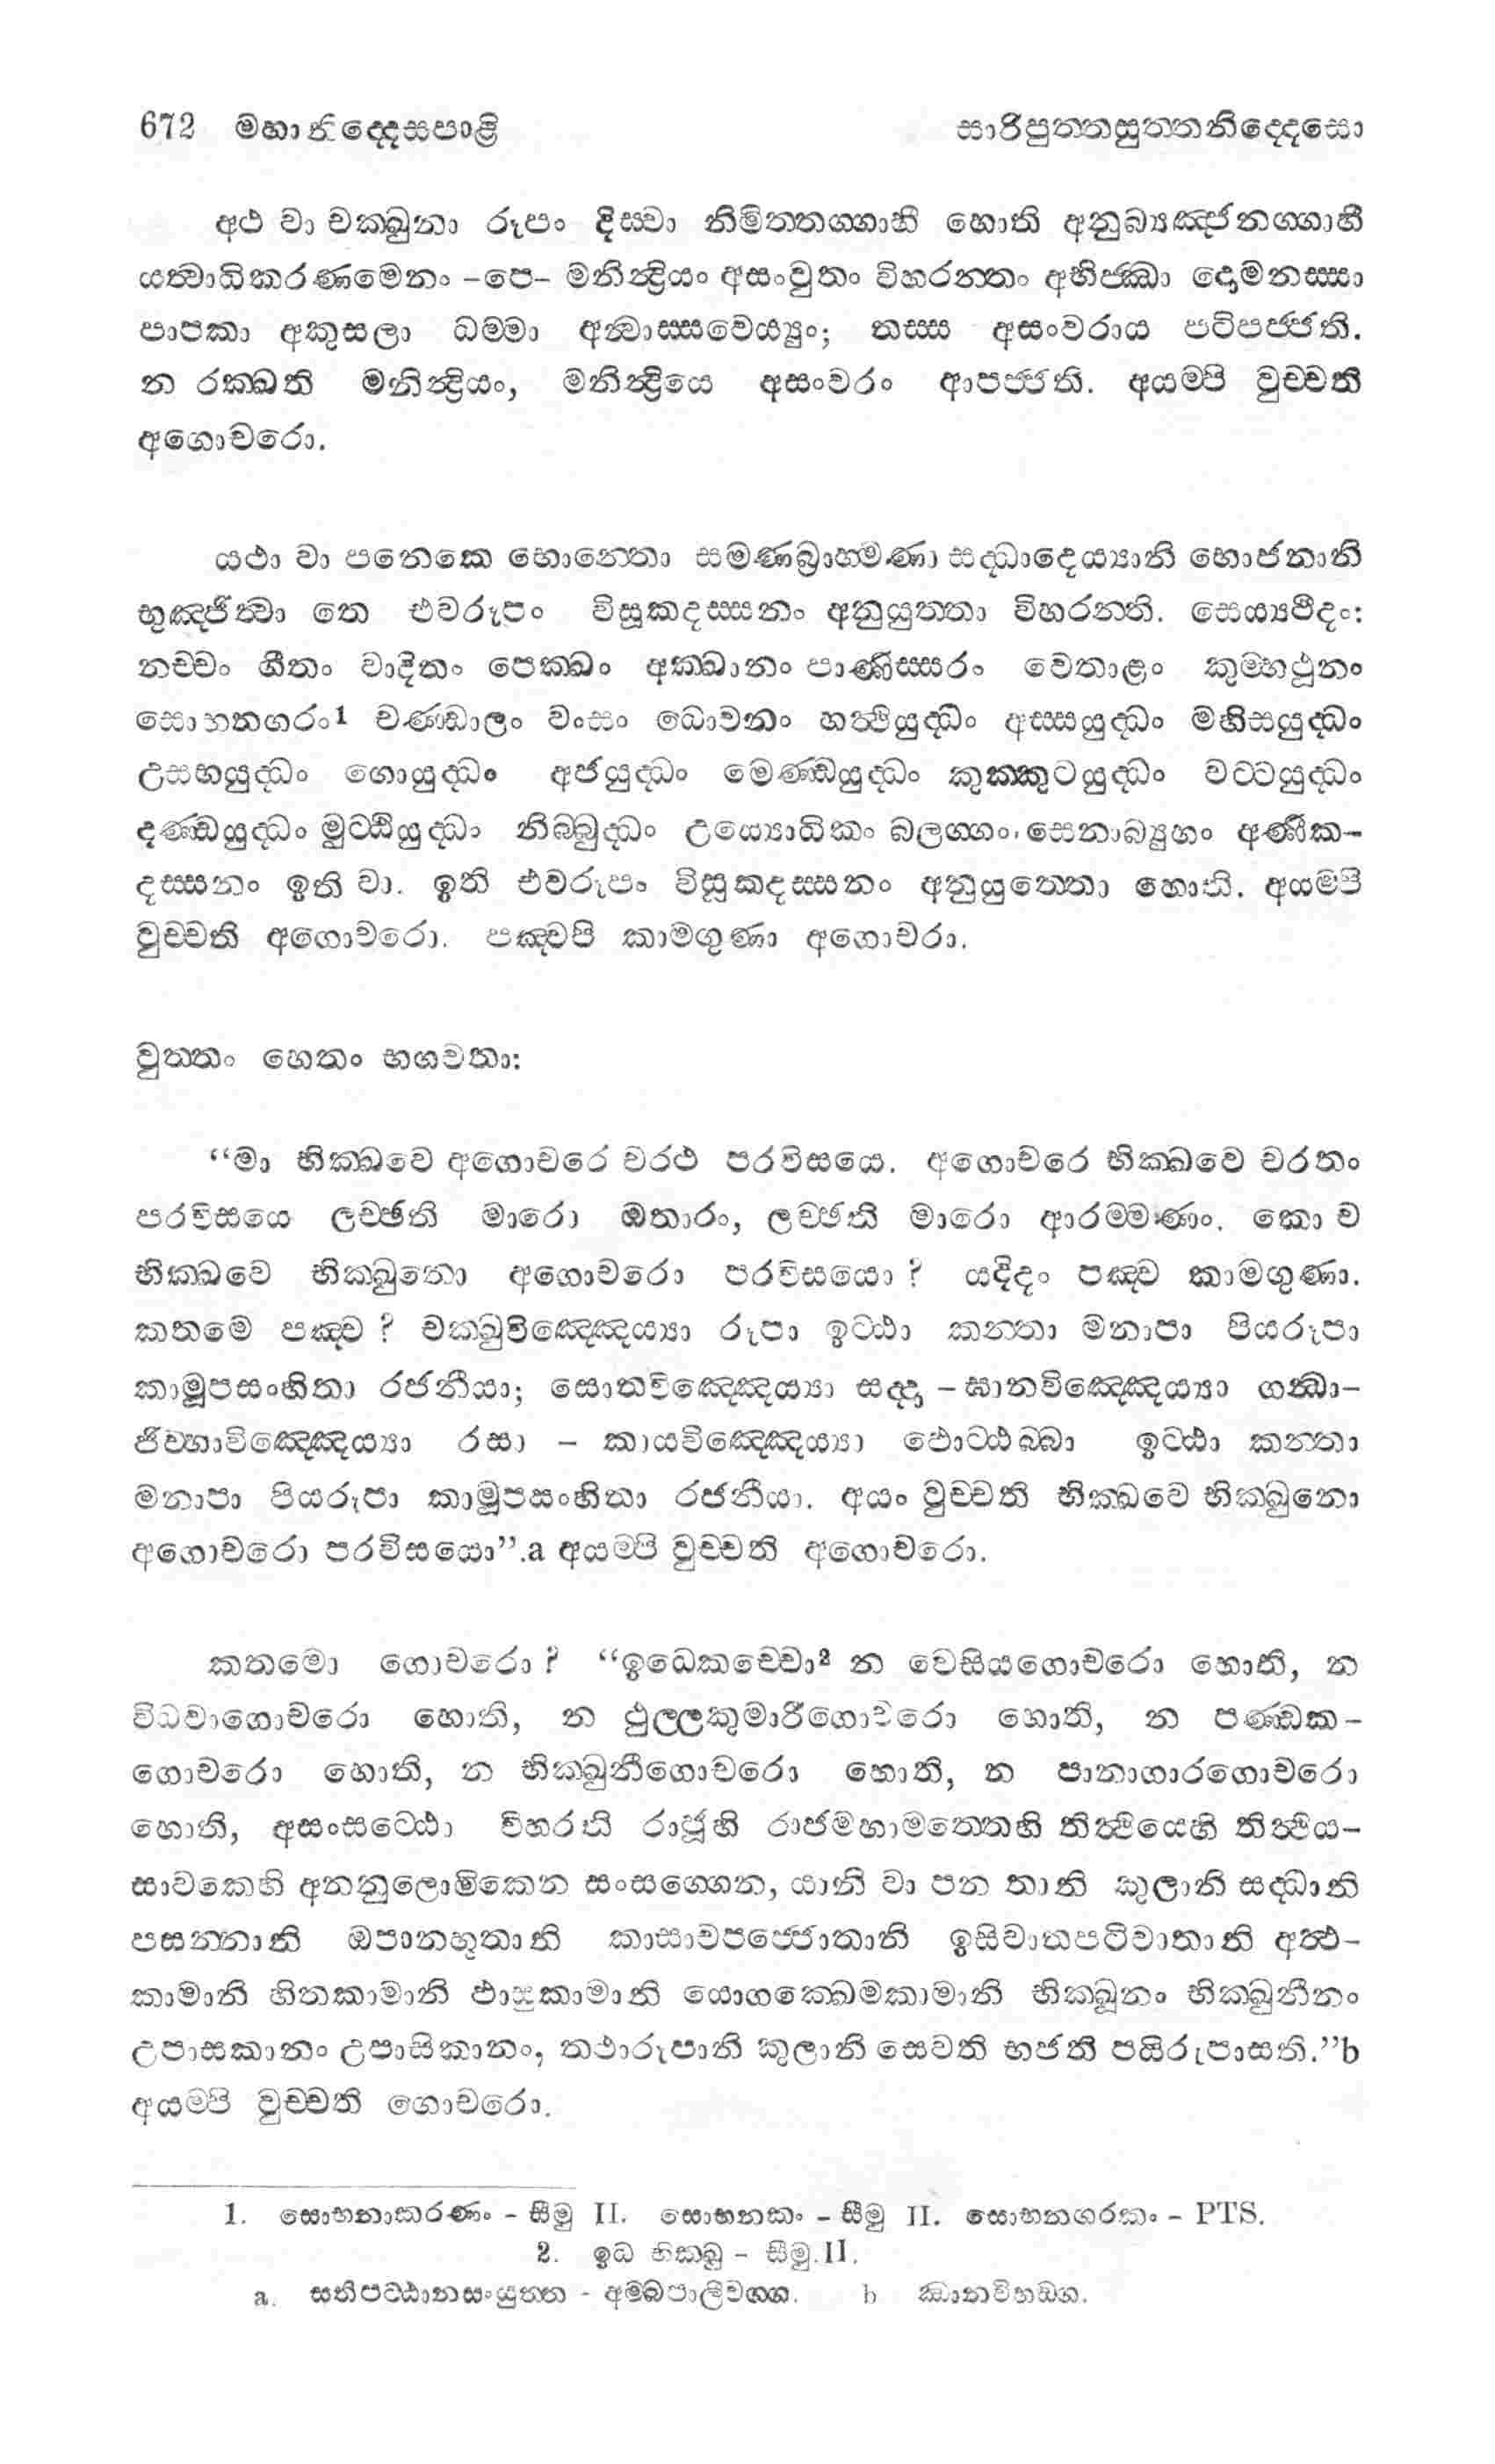 672 මහානිද්දෙසපාළි සාරිපුත්තසුත්තනිද්දෙසො
අථ වා චක්ඛුනා රූපං දිස්වා නිමිත්තග්ගාහී හොති අනුබ්‍යඤ්ජනග්ගාහී
යත්වාධිකරණමෙනං –පෙ– මනින්ද්‍රියං අසංවුතං විහරන්තං අභිජ්ඣා දොමනස්සා
පාපකා අකුසලා ධම්මා අන්වාස්සවෙය්‍යුං; තස්ස අසංවරාය පටිපජ්ජති.
න රක්ඛති මනින්ද්‍රියං, මනින්ද්‍රියෙ අසංවරං ආපජ්ජති. අයම්පි වුච්චති
අගොචරො.
යථා වා පනෙකෙ භොන්තො සමණබ්‍රාහ්මණා සද්ධාදෙය්‍යානි භොජනානි
භුඤ්ජිත්වා තෙ එවරූපං විසූකදස්සනං අනුයුත්තා විහරන්ති. සෙය්‍යථීදං:
නච්චං ගීතං වාදිතං පෙක්ඛං අක්ඛානං පාණිස්සරං වෙතාළං කුම්භථූනං
සොභනගරං1 චණ්ඩාලං වංසං ධොවනං හත්ථියුද්ධං අස්සයුද්ධං මහිසයුද්ධං
උසභයුද්ධං ගොයුද්ධං අජයුද්ධං මෙණ්ඩයුද්ධං කුක්කුටයුද්ධං වට්ටයුද්ධං
දණ්ඩයුද්ධං මුට්ඨියුද්ධං නිබ්බුද්ධං උය්‍යොධිකං බලග්ගං සෙනාබ්‍යූහං අණීක–
දස්සනං ඉති වා. ඉති එවරූපං විසූකදස්සනං අනුයුත්තො හොති. අයම්පි
වුච්චති අගොචරො. පඤ්චපි කාමගුණා අගොචරා.
වුත්තං හෙතං භගවතා:
“මා භික්ඛවෙ අගොචරෙ චරථ පරවිසයෙ. අගොචරෙ භික්ඛවෙ චරතං
පරවිසයෙ ලච්ඡති මාරො ඔතාරං, ලච්ඡති මාරො ආරම්මණං. කො ච
භික්ඛවෙ භික්ඛුනො අගොචරො පරවිසයො? යදිදං පඤ්ච කාමගුණා.
කතමෙ පඤ්ච? චක්ඛුවිඤ්ඤෙය්‍යා රූපා ඉට්ඨා කන්තා මනාපා පියරූපා
කාමූපසංහිතා රජනීයා; සොතවිඤ්ඤෙය්‍යා සද්දා – ඝානවිඤ්ඤෙය්‍යා ගන්ධා–
ජිව්හාවිඤ්ඤෙය්‍යා රසා – කායවිඤ්ඤෙය්‍යා ඵොට්ඨබ්බා ඉට්ඨා කන්තා
මනාපා පියරූපා කාමූපසංහිතා රජනීයා. අයං වුච්චති භික්ඛවෙ භික්ඛුනො
අගොචරො පරවිසයො”.a අයම්පි වුච්චති අගොචරො.
කතමො ගොචරො? “ඉධෙකච්චො2 න වෙසියගොචරො හොති, න
විධවාගොචරො හොති, න ථුල්ලකුමාරීගොචරො හොති, න පණ්ඩක–
ගොචරො හොති, න භික්ඛුනීගොචරො හොති, න පානාගාරගොචරො
හොති, අසංසට්ඨො විහරති රාජූහි රාජමහාමත්තෙහි තිත්ථියෙහි තිත්ථිය–
සාවකෙහි අනනුලොමිකෙන සංසග්ගෙන, යානි වා පන තානි කුලානි සද්ධානි
පසන්නානි ඔපානභූතානි කාසාවපජ්ජොතානි ඉසිවාතපටිවාතානි අත්ථ–
කාමානි හිතකාමානි ඵාසුකාමානි යොගක්ඛෙමකාමානි භික්ඛූනං භික්ඛුනීනං
උපාසකානං උපාසිකානං, තථාරූපානි කුලානි සෙවති භජති පයිරුපාසති.”b
අයම්පි වුච්චති ගොචරො.
1. සොභනාකරණං – සීමු II. සොභනකං – සීමු II. සොභනගරකං – PTS.
2. ඉධ භික්ඛු – සීමු.II.
a. සතිපට්ඨානසංයුත්ත - අම්බපාලිවග්ග. b ඣානවිභඞ්ග.